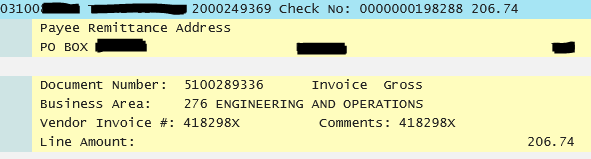 03100 2000249369 Check No: 0000000198288 206.74
Payee Remittance Address
PO BOX
Document Number: 5100289336 Invoice Gross
Business Area: 276 ENGINEERING AND OPERATIONS
Vendor Invoice #: 418298X Comments: 418298X
Line Amount: 206.74